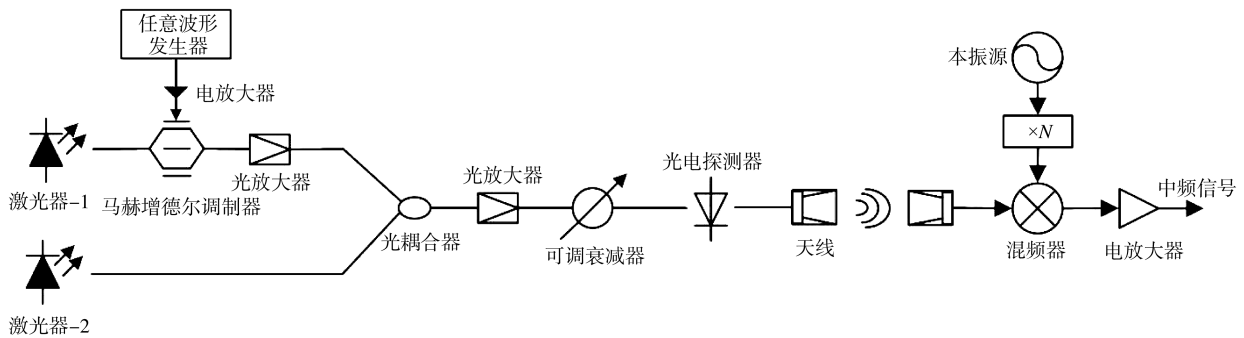 任意波形
发生器
电放大器
激光器-1
马赫增德尔调制器
光放大器
激光器-2
光耦合器
光放大器
可调衰减器
光电探测器
天线
本振源
×N
混频器
电放大器
中频信号